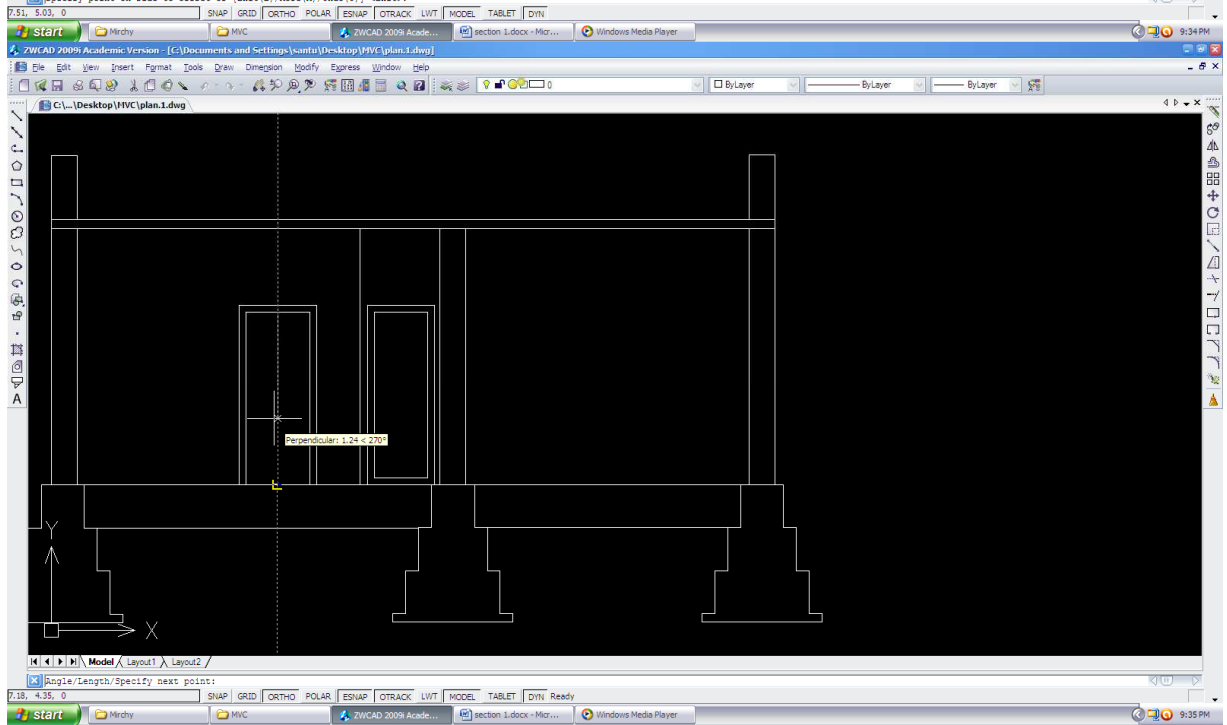 7.51, 5.03, 0 SNAP GRID ORTHO POLAR ESNAP OTRACK LWT MODEL TABLET DYN
start Mirchy MVC ZWCAD 2009i Acade... section 1.docx - Micr... Windows Media Player 9:34 PM
ZWCAD 2009i Academic Version - [C:\Documents and Settings\santu\Desktop\MVC\plan.1.dwg]
File Edit View Insert Format Tools Draw Dimension Modify Express Window Help
0 ByLayer ByLayer ByLayer
C:\...\Desktop\MVC\plan.1.dwg
A
Perpendicular: 1.24 < 270°
Y
X
Model Layout1 Layout2
Angle/Length/Specify next point:
7.18, 4.35, 0 SNAP GRID ORTHO POLAR ESNAP OTRACK LWT MODEL TABLET DYN Ready
start Mirchy MVC ZWCAD 2009i Acade... section 1.docx - Micr... Windows Media Player 9:35 PM